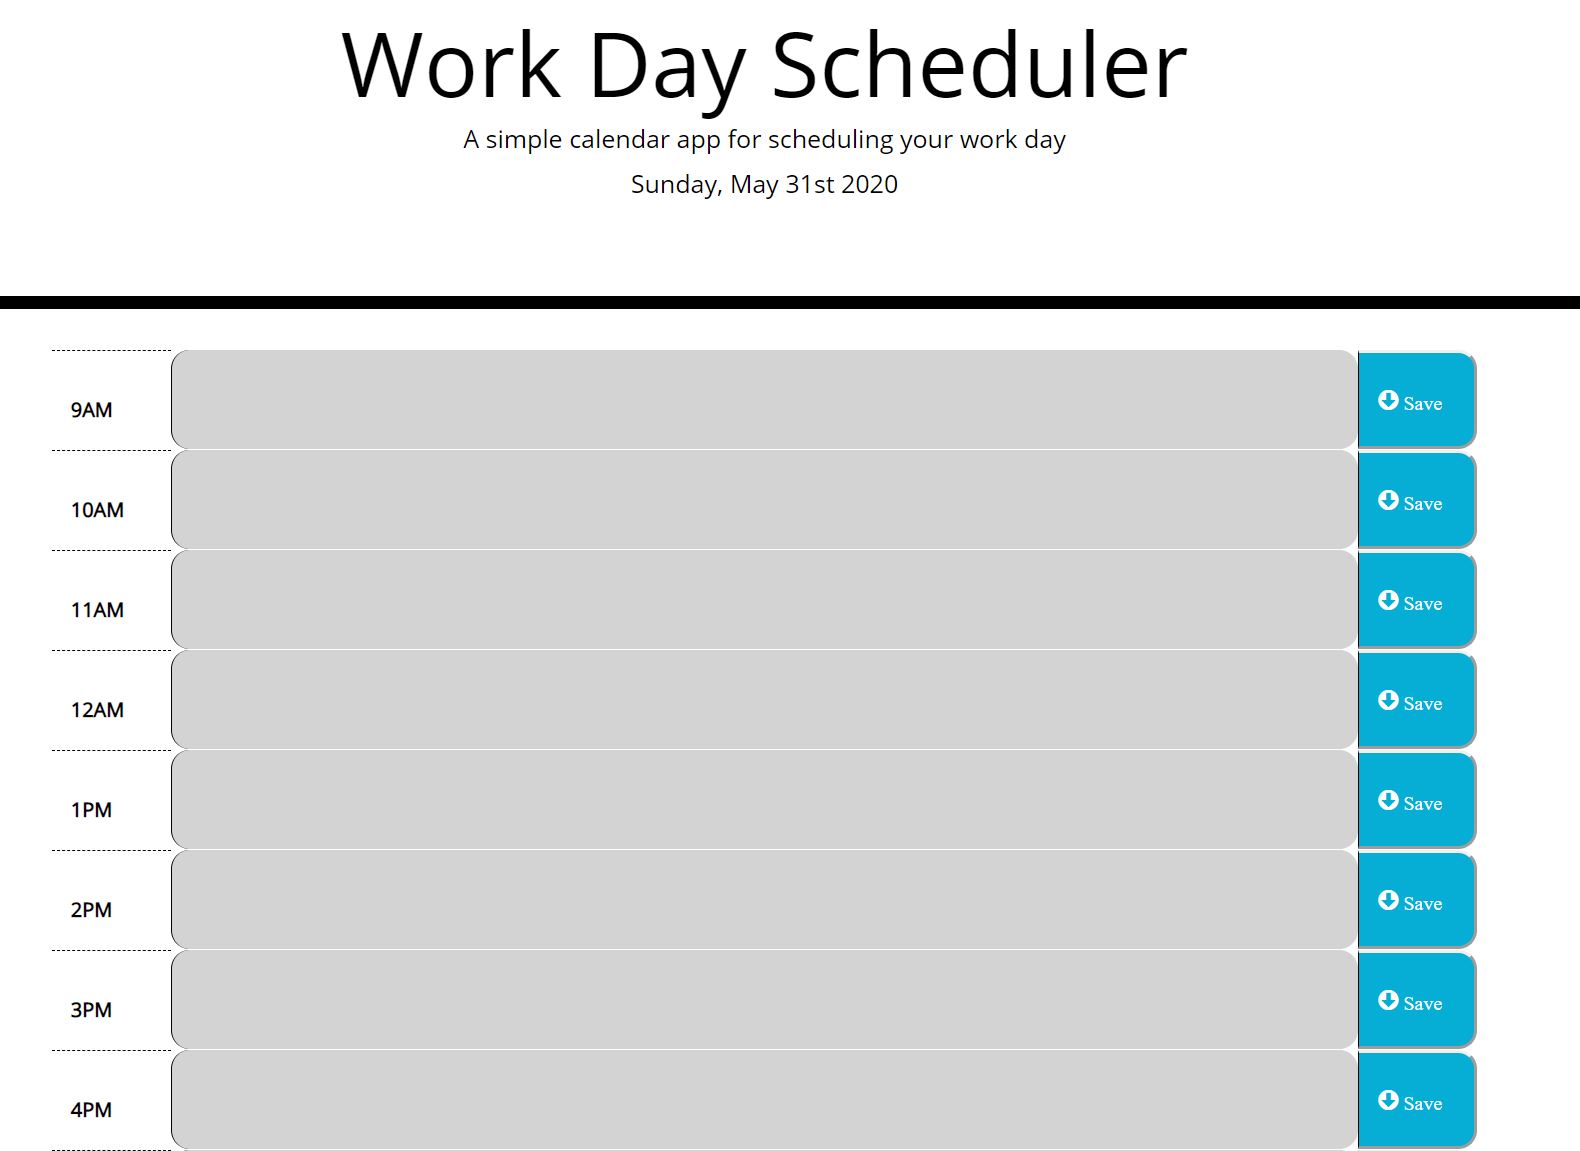 Work Day Scheduler
A simple calendar app for scheduling your work day
Sunday, May 31st 2020
9AM Save
10AM Save
11AM Save
12AM Save
1PM Save
2PM Save
3PM Save
4PM Save